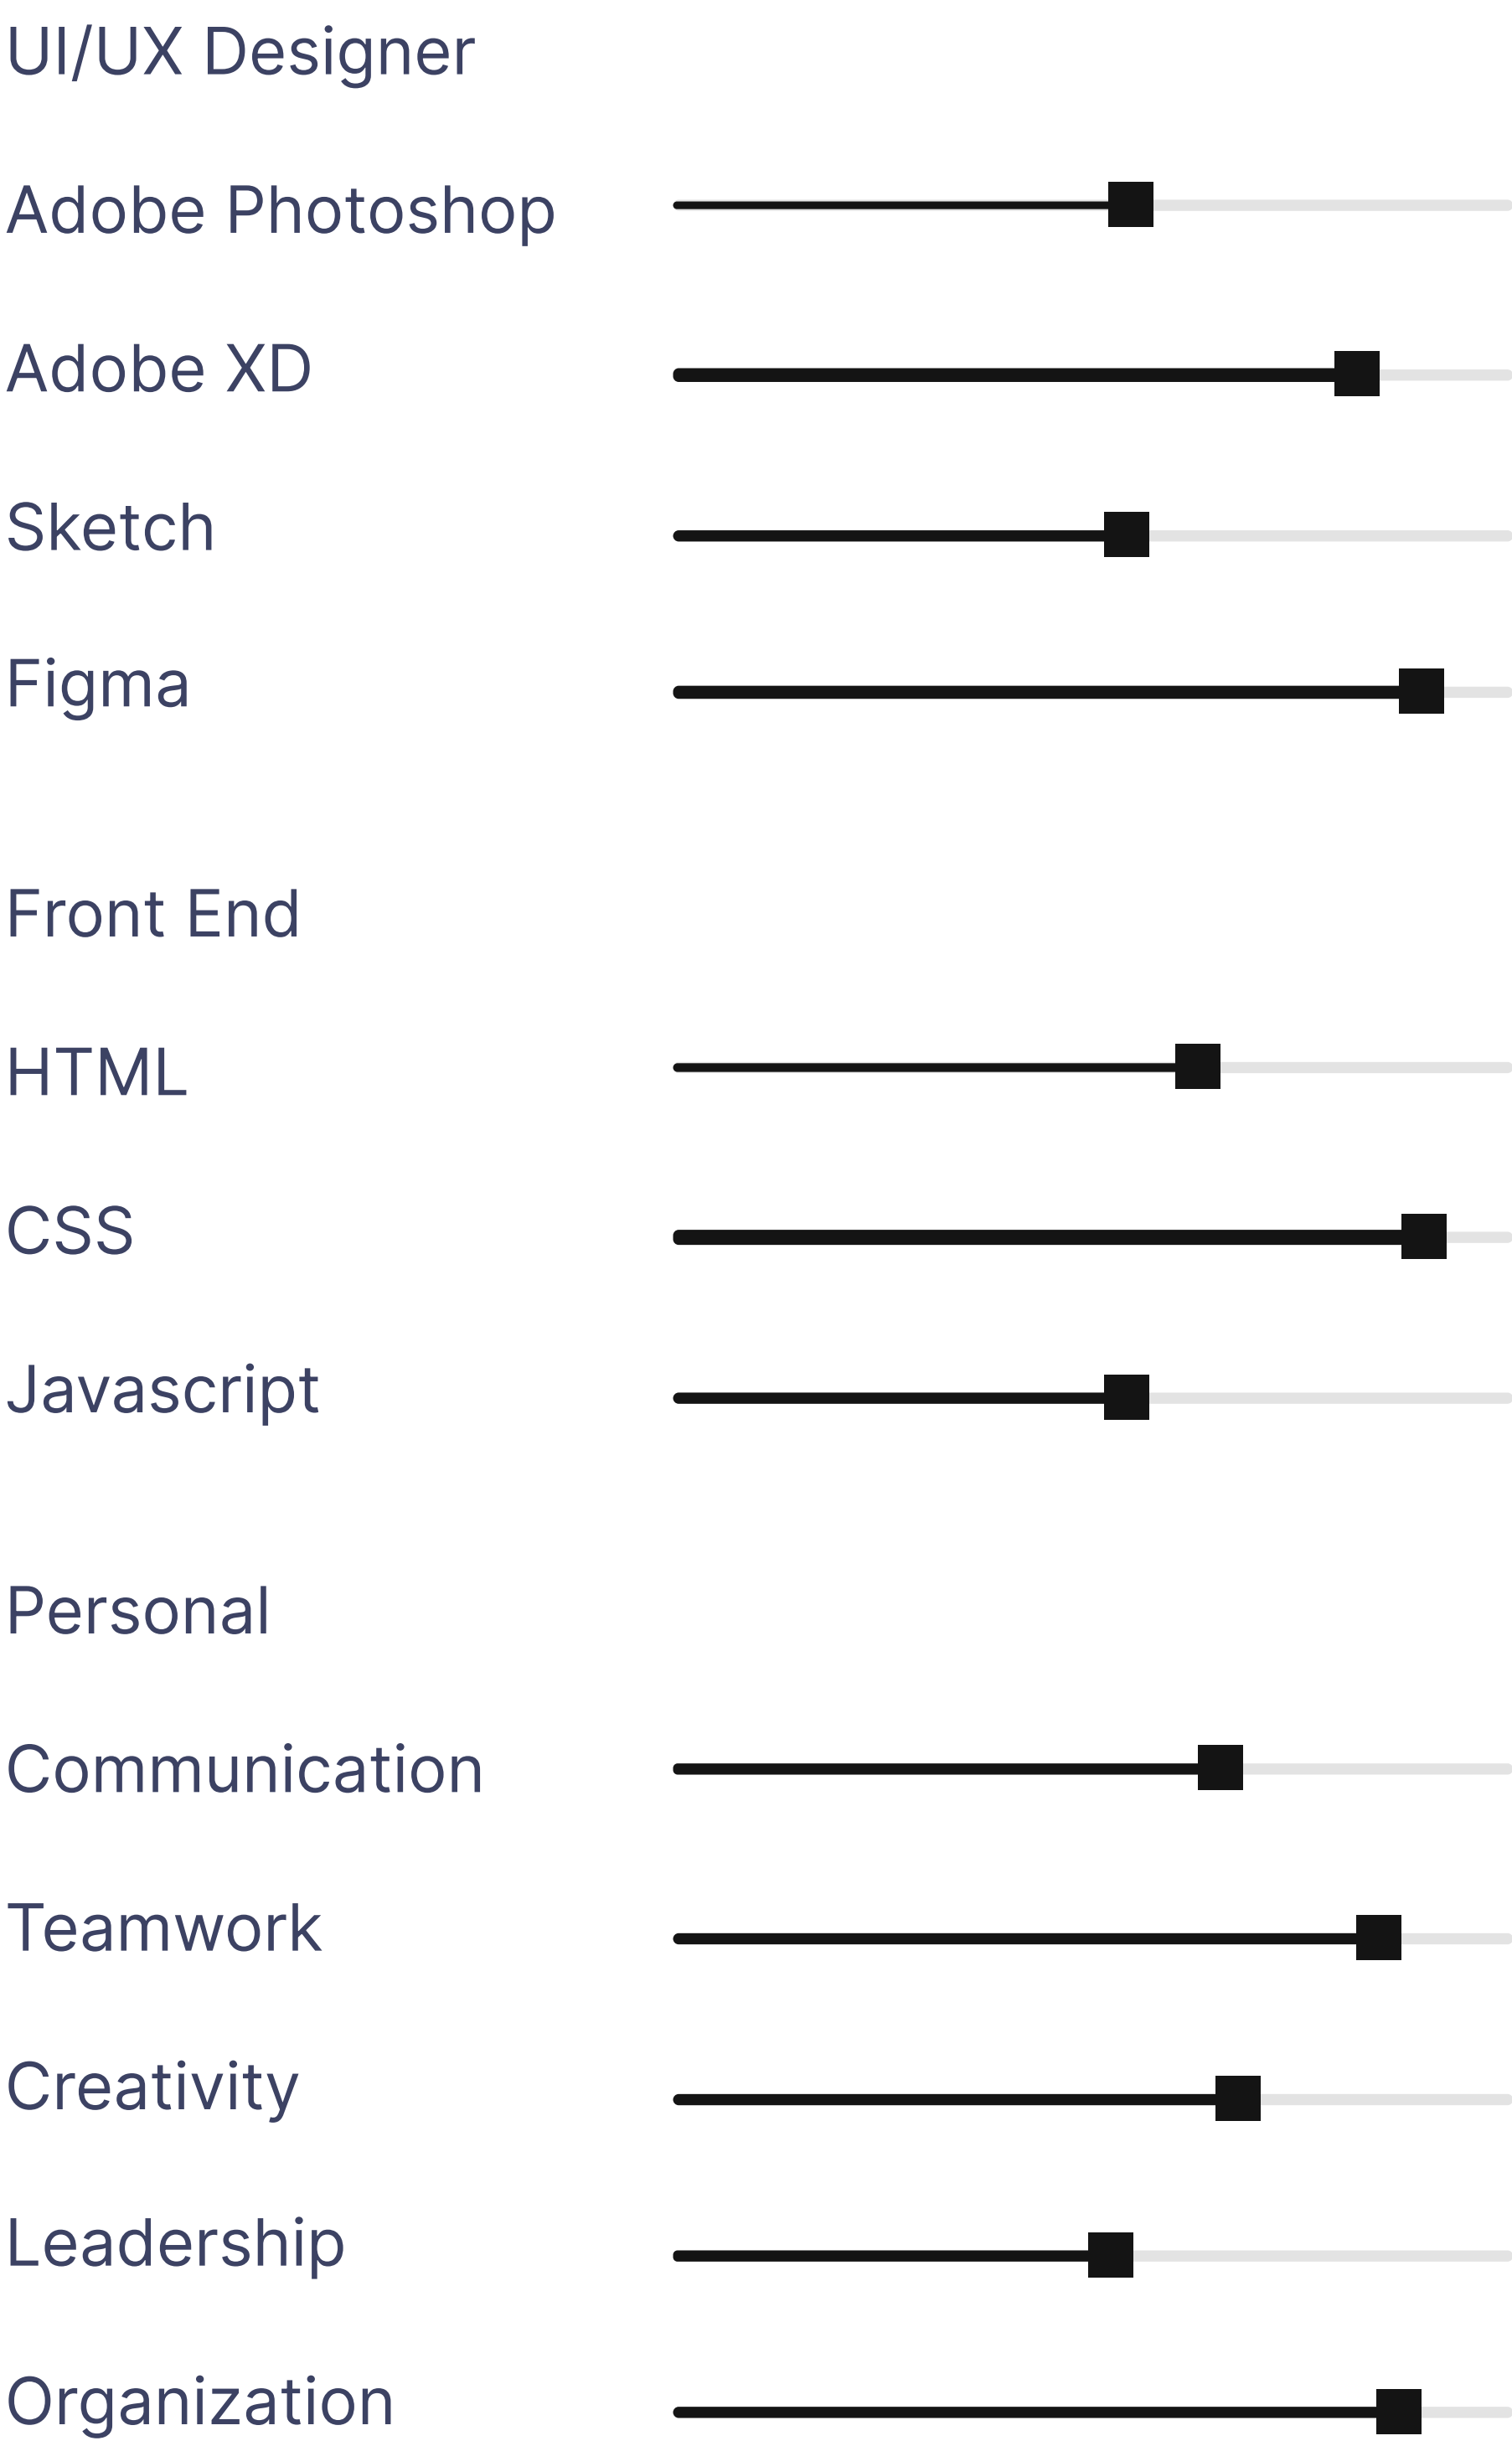 UI/UX Designer
Adobe Photoshop
Adobe XD
Sketch
Figma
Front End
HTML
CSS
Javascript
Personal
Communication
Teamwork
Creativity
Leadership
Organization